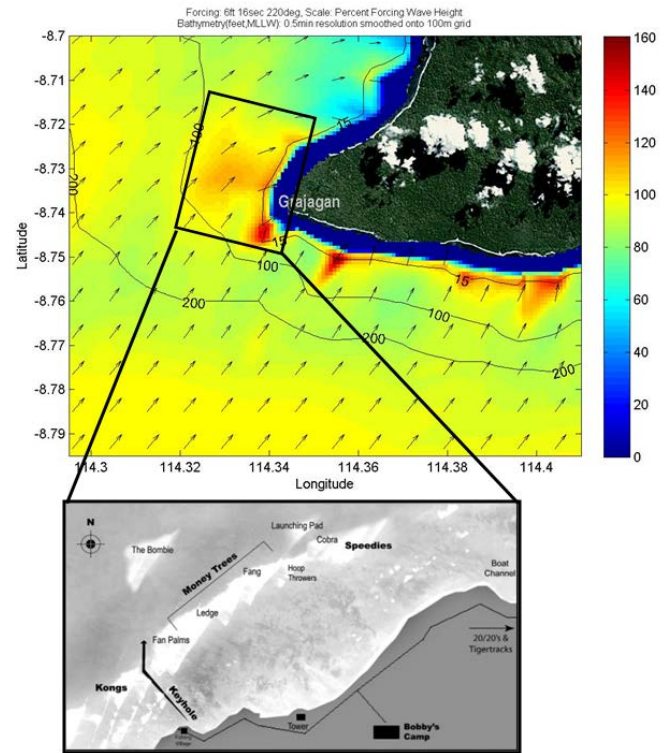 Forcing: 6ft 16sec 220deg, Scale: Percent Forcing Wave Height
Bathymetry(feet,MLLW): 0.5min resolution smoothed onto 100m grid
-8.7
-8.71
-8.72
-8.73
-8.74
-8.75
-8.76
-8.77
-8.78
-8.79
Latitude
100
200
15
Grajagan
15
100
200
15
100
200
200
114.3
114.32
114.34
114.36
114.38
114.4
Longitude
160
140
120
100
80
60
40
20
0
N
The Bombie
Launching Pad
Cobra
Speedies
Money Trees
Fang
Hoop
Throwers
Boat
Channel
Ledge
Fan Palms
20/20's &
Tigertracks
Kongs
Keyhole
Tower
Fishing
Village
Bobby's
Camp